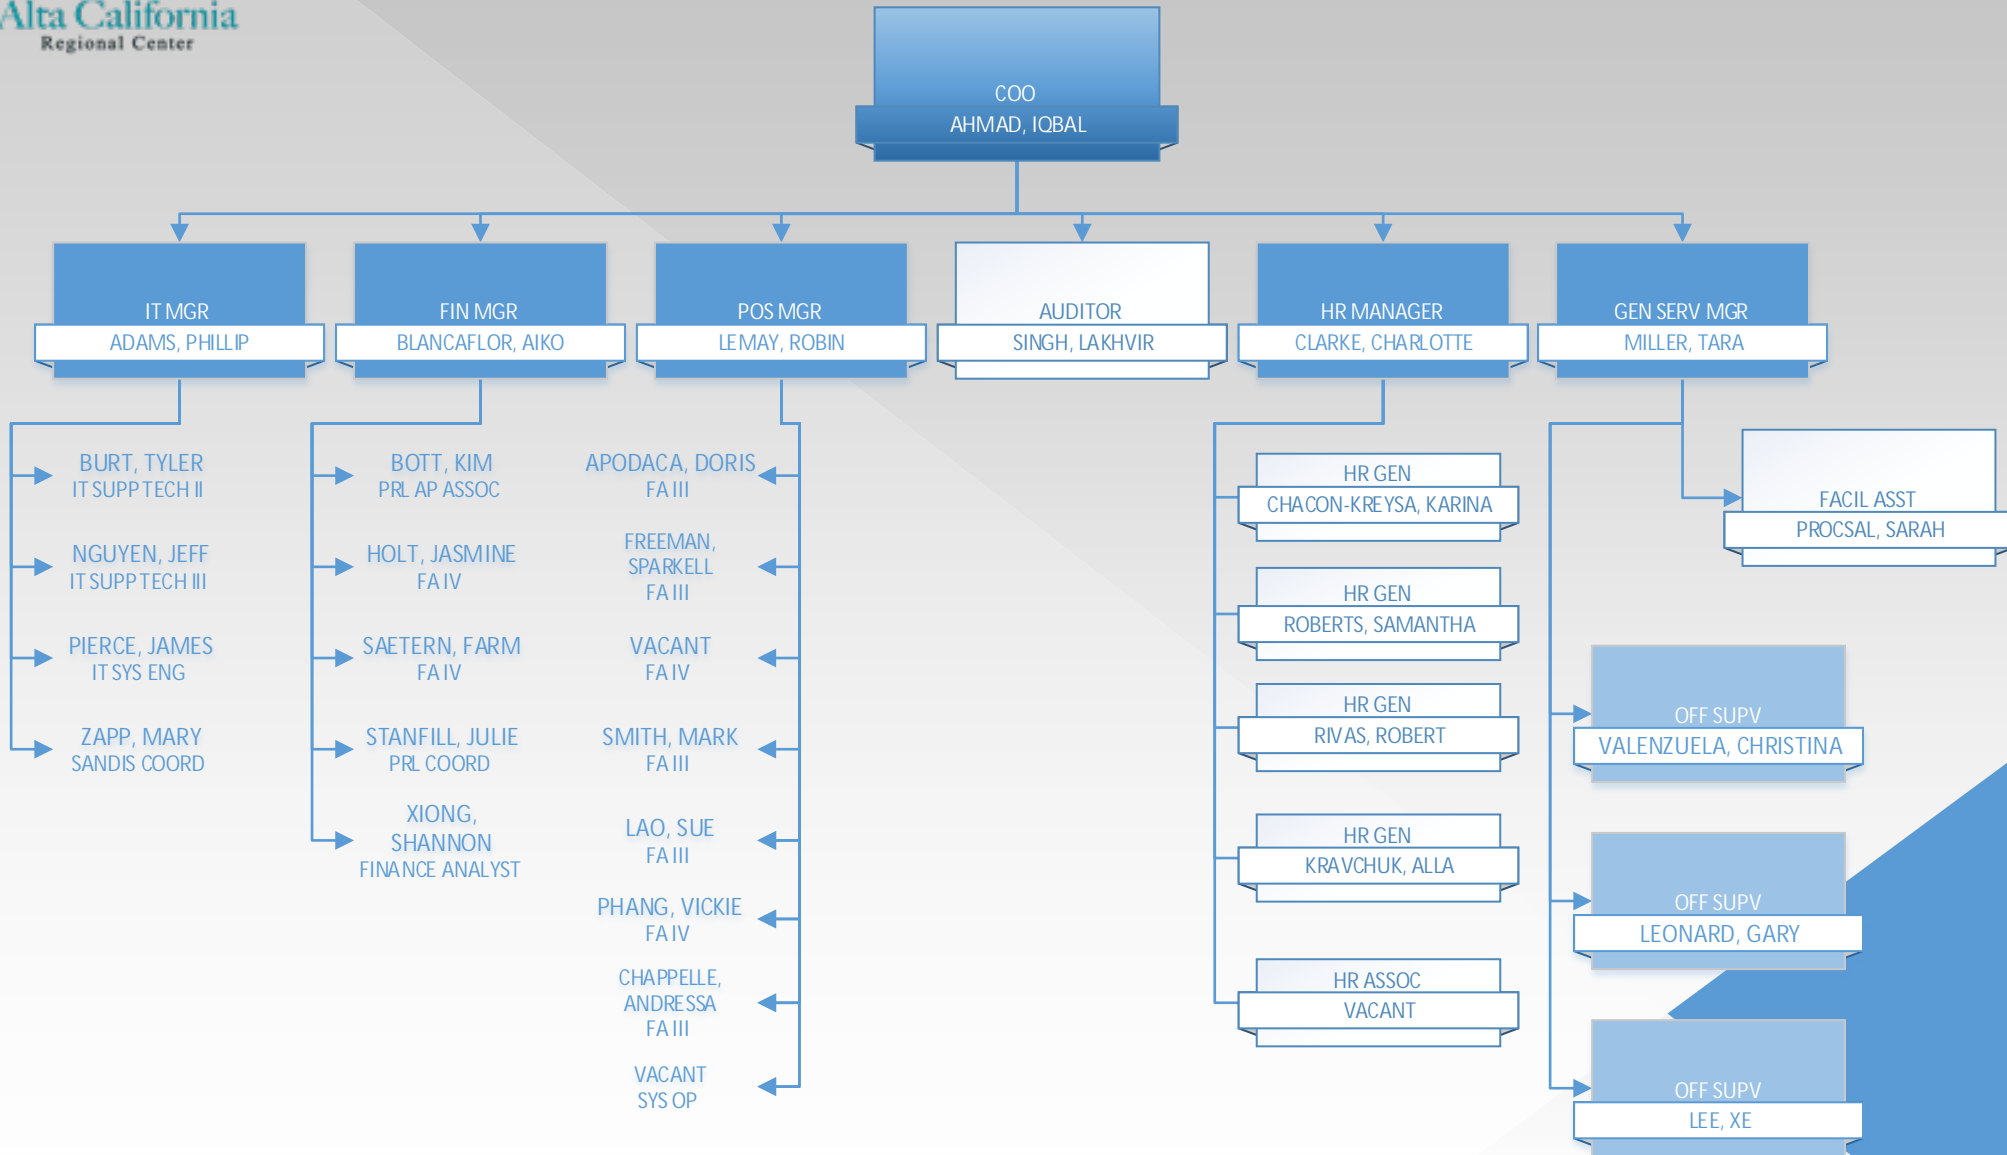 Alta California
Regional Center
COO
AHMAD, IQBAL
IT MGR
ADAMS, PHILLIP
FIN MGR
BLANCAFLOR, AIKO
POS MGR
LEMAY, ROBIN
AUDITOR
SINGH, LAKHVIR
HR MANAGER
CLARKE, CHARLOTTE
GEN SERV MGR
MILLER, TARA
BURT, TYLER
IT SUPP TECH II
NGUYEN, JEFF
IT SUPP TECH III
PIERCE, JAMES
IT SYS ENG
ZAPP, MARY
SANDIS COORD
BOTT, KIM
PRL AP ASSOC
HOLT, JASMINE
FA IV
SAETERN, FARM
FA IV
STANFILL, JULIE
PRL COORD
XIONG,
SHANNON
FINANCE ANALYST
APODACA, DORIS
FA III
FREEMAN,
SPARKELL
FA III
VACANT
FA IV
SMITH, MARK
FA III
LAO, SUE
FA III
PHANG, VICKIE
FA IV
CHAPPELLE,
ANDRESSA
FA III
VACANT
SYS OP
HR GEN
CHACON-KREYSA, KARINA
HR GEN
ROBERTS, SAMANTHA
HR GEN
RIVAS, ROBERT
HR GEN
KRAVCHUK, ALLA
HR ASSOC
VACANT
FACIL ASST
PROCSAL, SARAH
OFF SUPV
VALENZUELA, CHRISTINA
OFF SUPV
LEONARD, GARY
OFF SUPV
LEE, XE